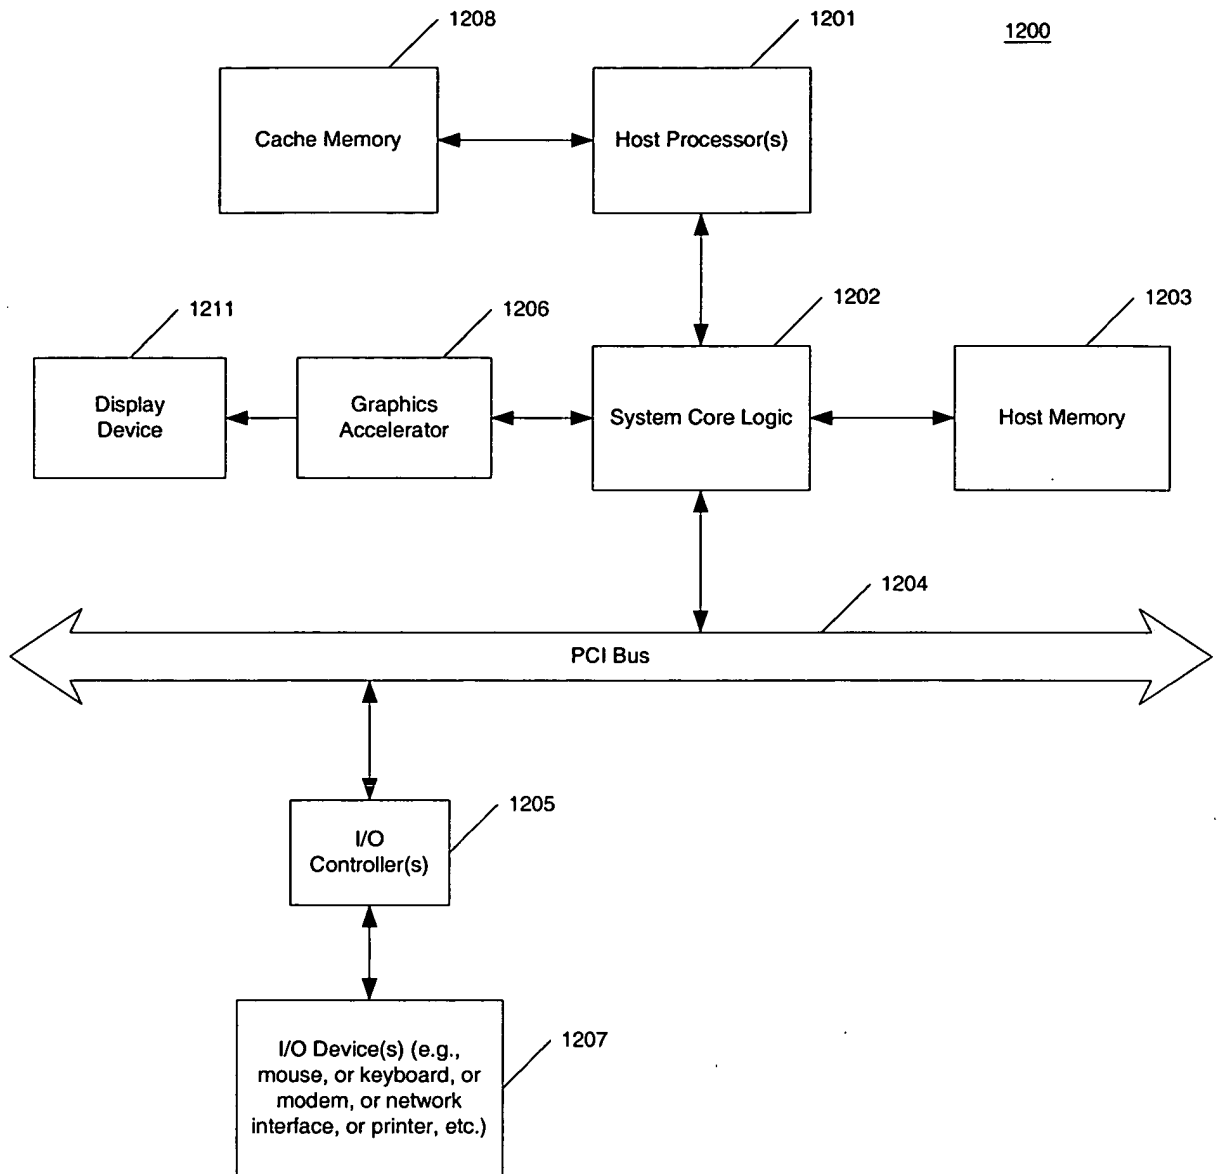 1208
1201
1200
Cache Memory
Host Processor(s)
1211
1206
1202
1203
Display
Device
Graphics
Accelerator
System Core Logic
Host Memory
1204
PCI Bus
1205
I/O
Controller(s)
1207
I/O Device(s) (e.g.,
mouse, or keyboard, or
modem, or network
interface, or printer, etc.)